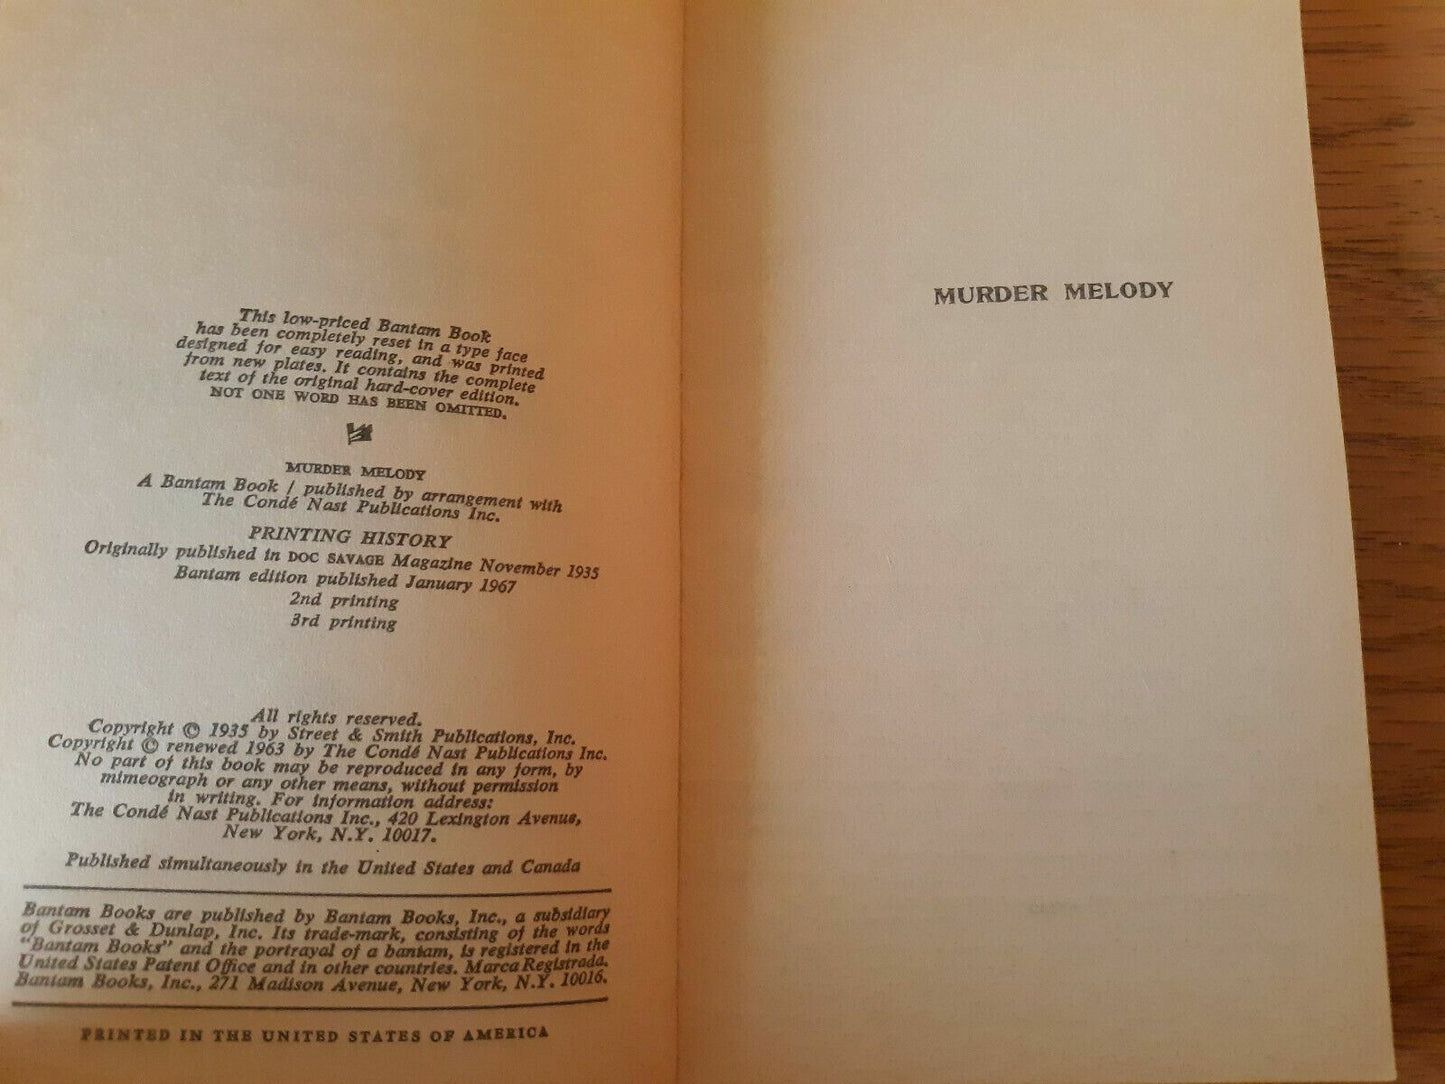 This low-priced Bantam Book
has been completely reset in a type face
designed for easy reading, and was printed
from new plates. It contains the complete
text of the original hard-cover edition.
NOT ONE WORD HAS BEEN OMITTED.
MURDER MELODY
A Bantam Book / published by arrangement with
The Condé Nast Publications Inc.
PRINTING HISTORY
Originally published in DOC SAVAGE Magazine November 1935
Bantam edition published January 1967
2nd printing
3rd printing
All rights reserved.
Copyright © 1935 by Street & Smith Publications, Inc.
Copyright © renewed 1963 by The Condé Nast Publications Inc.
No part of this book may be reproduced in any form, by
mimeograph or any other means, without permission
in writing. For information address:
The Condé Nast Publications Inc., 420 Lexington Avenue,
New York, N.Y. 10017.
Published simultaneously in the United States and Canada
Bantam Books are published by Bantam Books, Inc., a subsidiary
of Grosset & Dunlap, Inc. Its trade-mark, consisting of the words
"Bantam Books" and the portrayal of a bantam, is registered in the
United States Patent Office and in other countries. Marca Registrada.
Bantam Books, Inc., 271 Madison Avenue, New York, N.Y. 10016.
PRINTED IN THE UNITED STATES OF AMERICA
MURDER MELODY